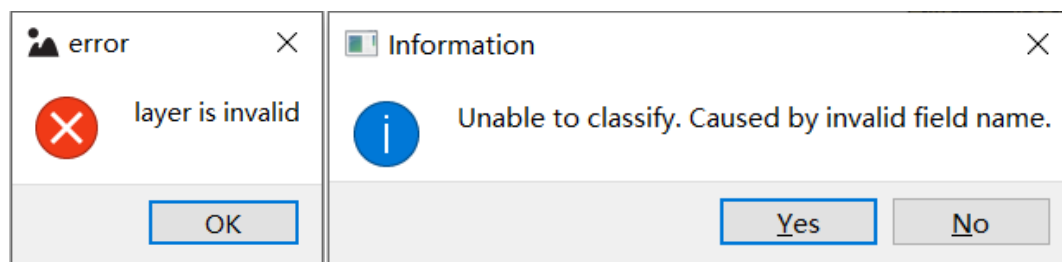 error
layer is invalid
OK
Information
Unable to classify. Caused by invalid field name.
Yes
No